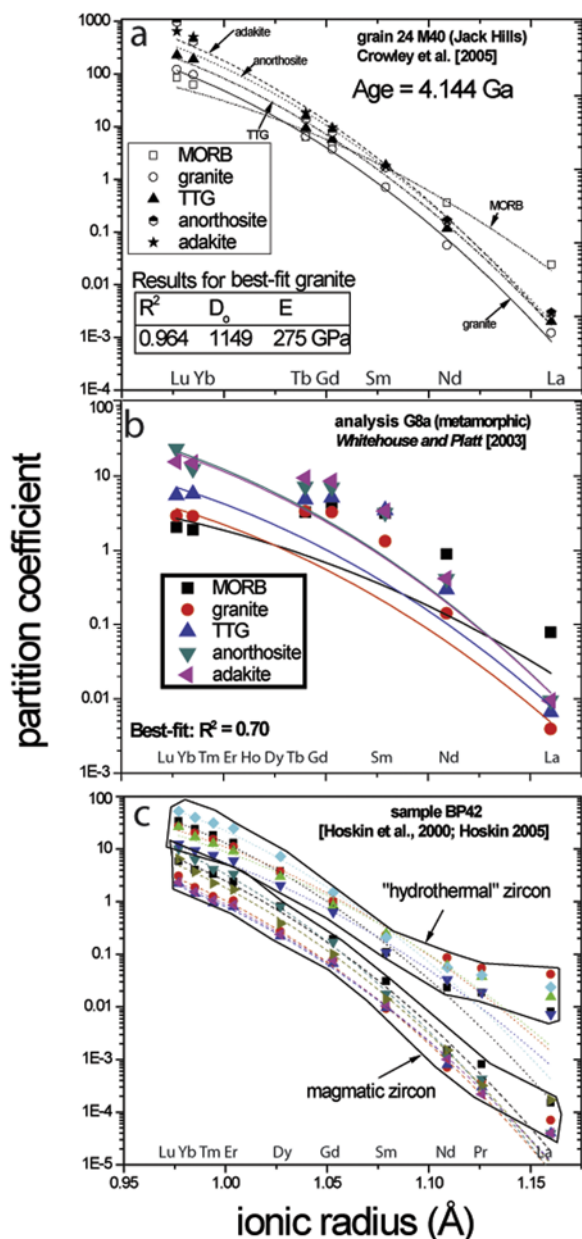 a
grain 24 M40 (Jack Hills)
Crowley et al. [2005]
Age = 4.144 Ga
1000
100
10
1
0.1
0.01
1E-3
1E-4
adakite
anorthosite
TTG
MORB
granite
MORB
granite
TTG
anorthosite
adakite
Results for best-fit granite
R² Dₒ E
0.964 1149 275 GPa
Lu Yb Tb Gd Sm Nd La
b
analysis G8a (metamorphic)
Whitehouse and Platt [2003]
100
10
1
0.1
0.01
1E-3
MORB
granite
TTG
anorthosite
adakite
Best-fit: R² = 0.70
Lu Yb Tm Er Ho Dy Tb Gd Sm Nd La
partition coefficient
c
sample BP42
[Hoskin et al., 2000; Hoskin 2005]
100
10
1
0.1
0.01
1E-3
1E-4
1E-5
"hydrothermal" zircon
magmatic zircon
Lu Yb Tm Er Dy Gd Sm Nd Pr La
0.95 1.00 1.05 1.10 1.15
ionic radius (Å)